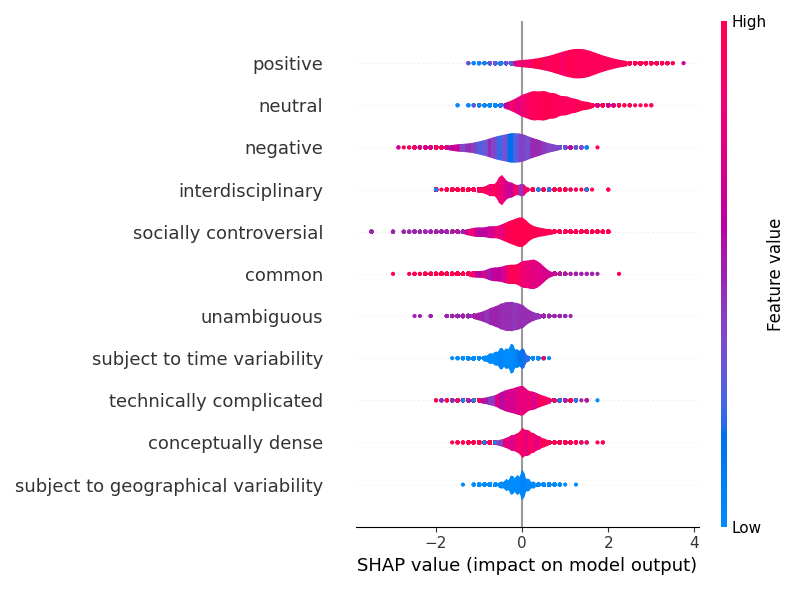 High
positive
neutral
negative
interdisciplinary
socially controversial
common
unambiguous
subject to time variability
technically complicated
conceptually dense
subject to geographical variability
Feature value
Low
−2 0 2 4
SHAP value (impact on model output)